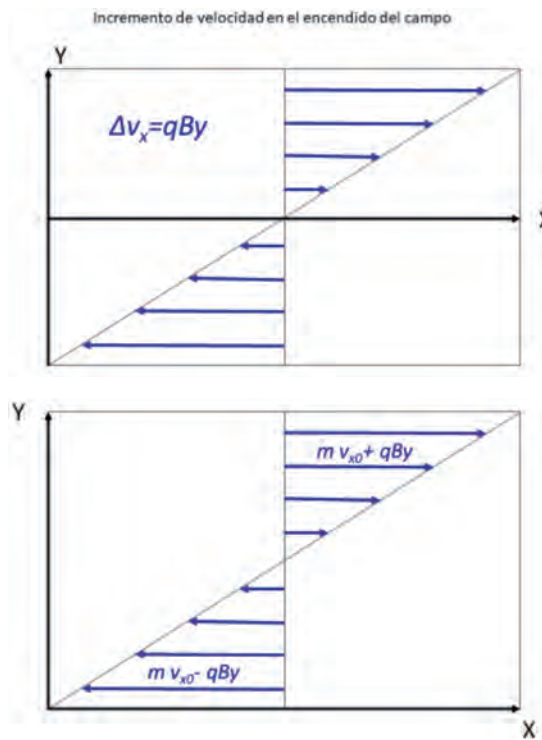 Incremento de velocidad en el encendido del campo
Y
Δvₓ=qBy
X
Y
m vₓ₀+ qBy
m vₓ₀- qBy
X